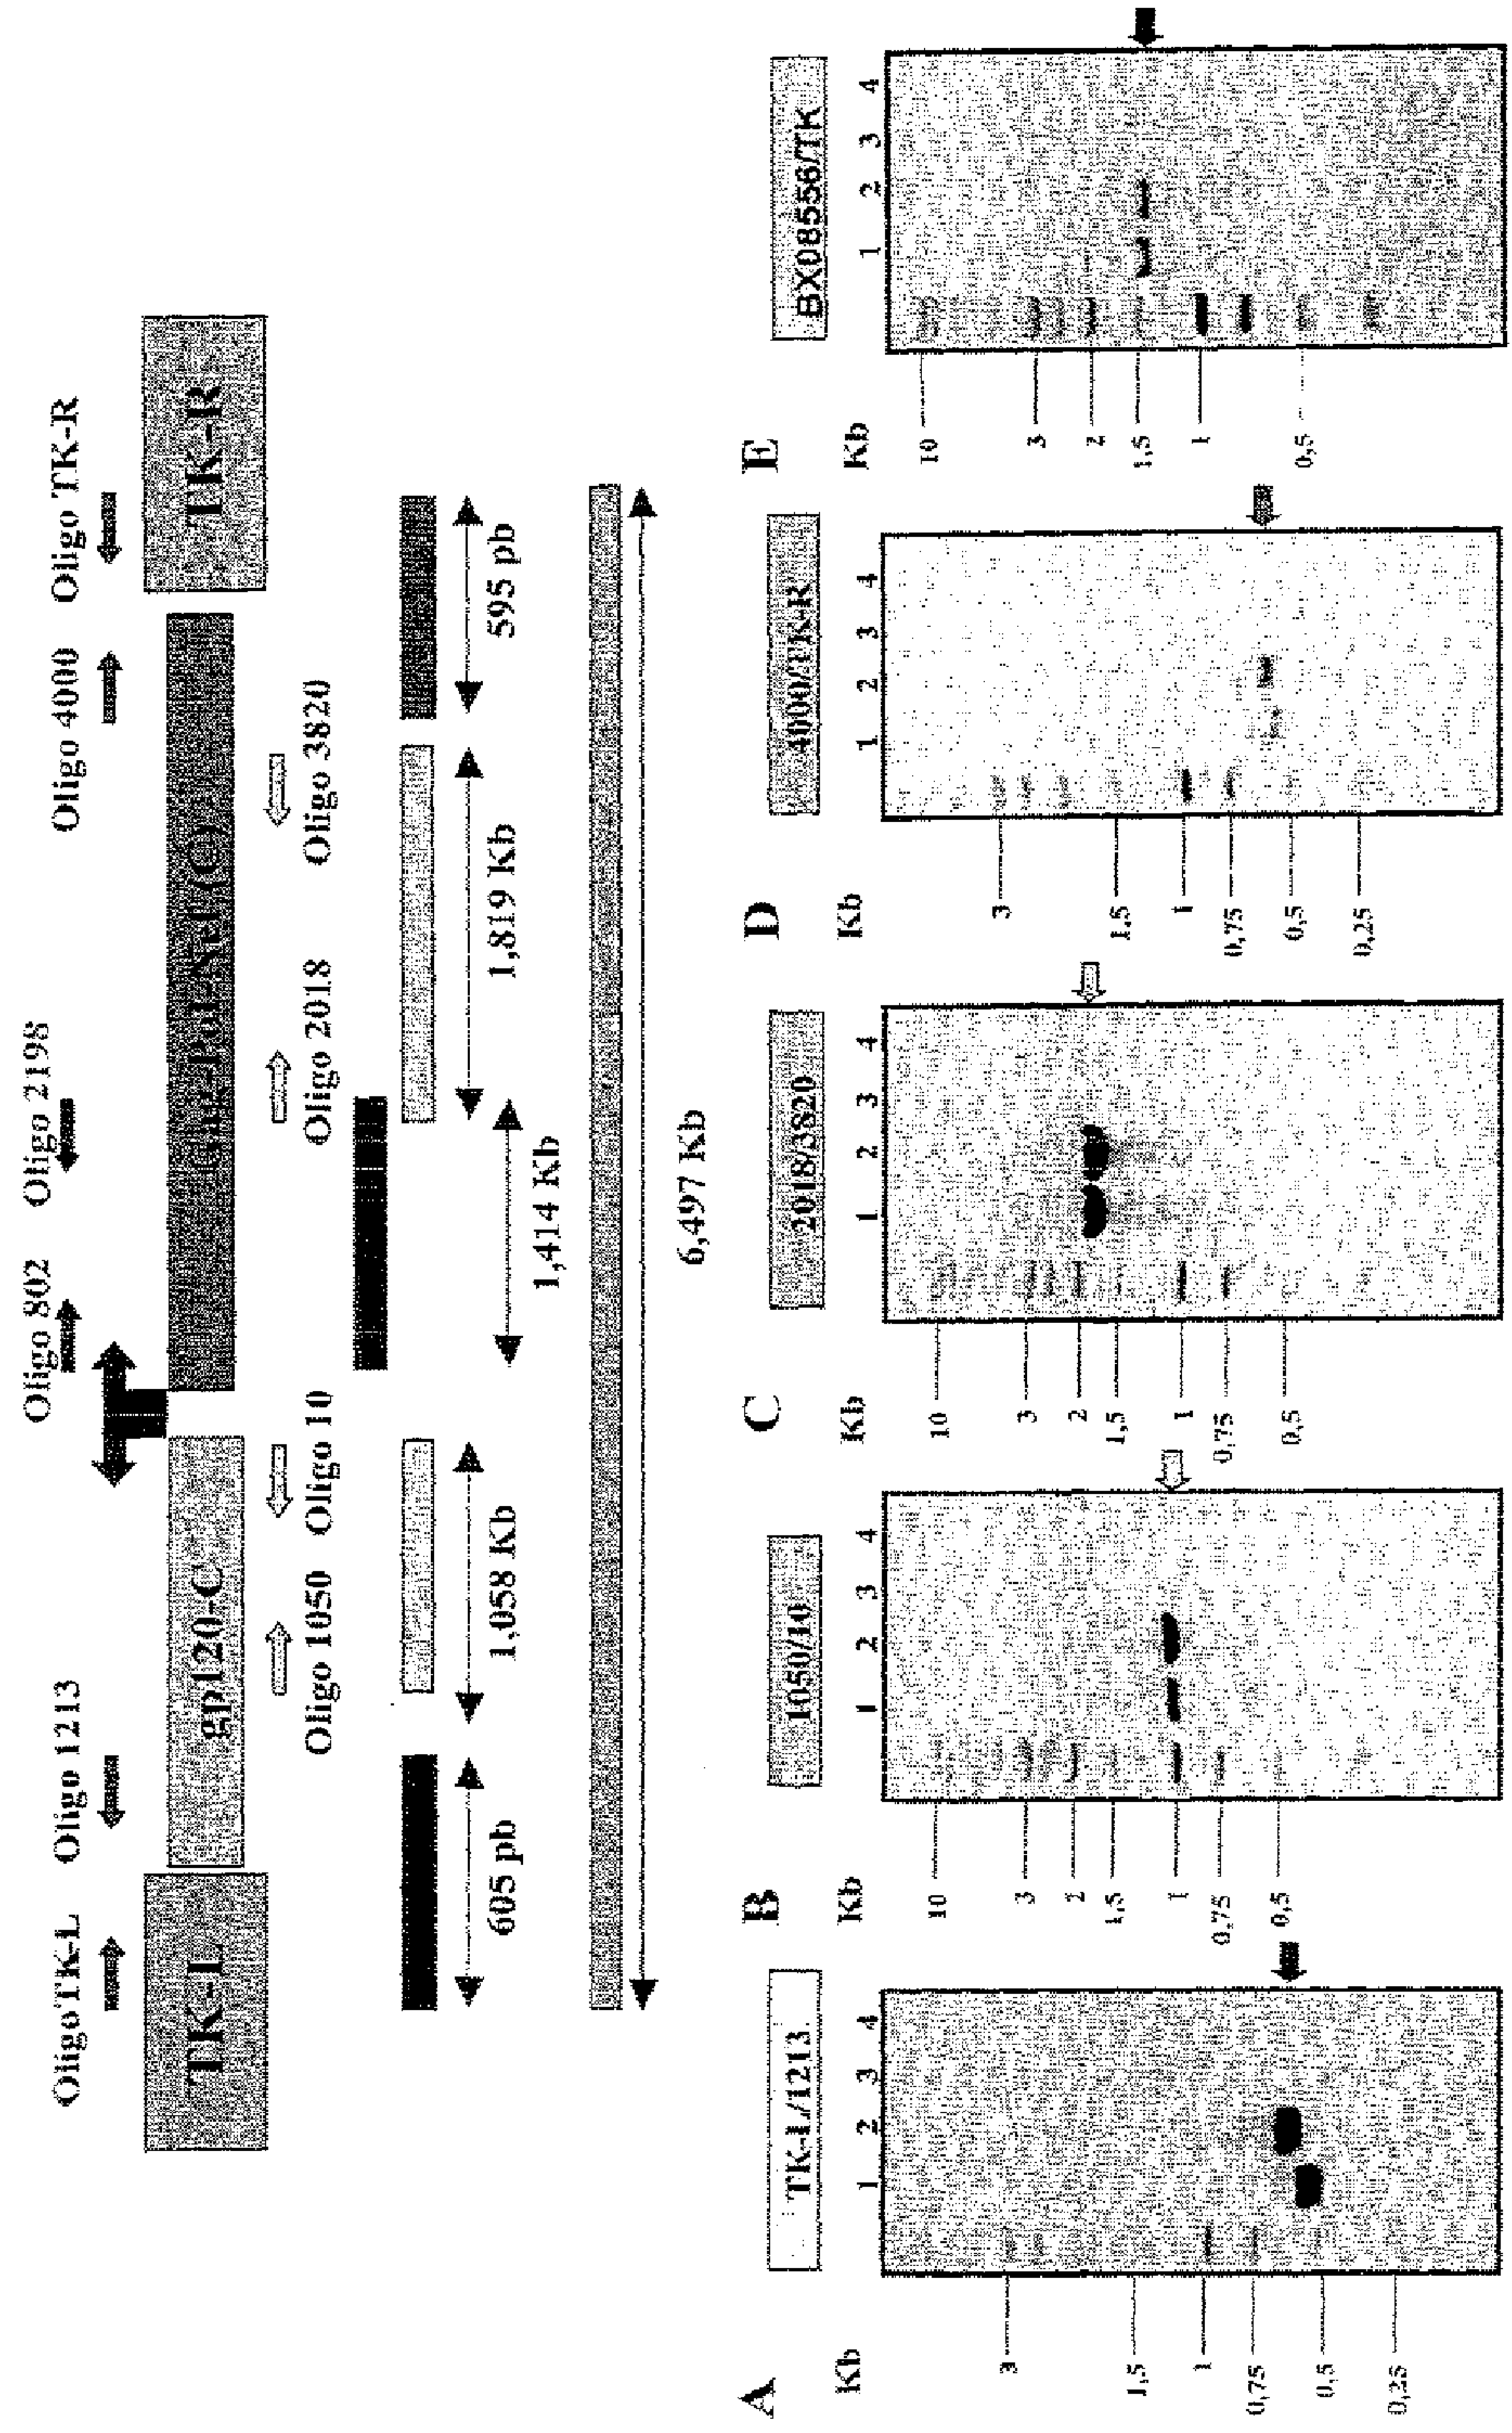 Oligo 802 Oligo 2198
OligoTK-L Oligo 1213 Oligo 4000 Oligo TK-R
TK-L gp120-C Gag-Pol-Nef (C) TK-R
Oligo 1050 Oligo 10 Oligo 2018 Oligo 3820
605 pb 1,058 Kb 1,819 Kb 595 pb
1,414 Kb
6,497 Kb
A
TK-L/1213
Kb
1 2 3 4
3
1,5
1
0,75
0,5
0,25
B
1050/10
Kb
1 2 3 4
10
3
2
1,5
1
0,75
0,5
C
2018/3820
Kb
1 2 3 4
10
3
2
1,5
1
0,75
0,5
D
4000/TK-R
Kb
1 2 3 4
3
1,5
1
0,75
0,5
0,25
E
BX08556/TK
Kb
1 2 3 4
10
3
2
1,5
1
0,5